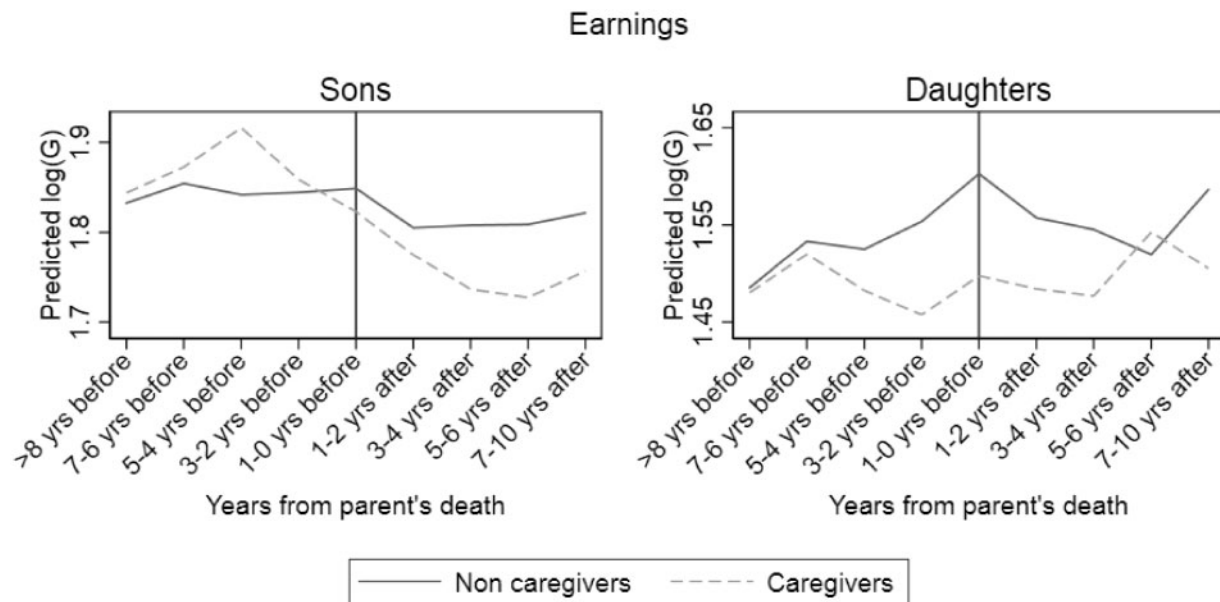 Earnings
Sons
Predicted log(G)
1.9
1.8
1.7
>8 yrs before
7-6 yrs before
5-4 yrs before
3-2 yrs before
1-0 yrs before
1-2 yrs after
3-4 yrs after
5-6 yrs after
7-10 yrs after
Years from parent's death
Daughters
Predicted log(G)
1.65
1.55
1.45
>8 yrs before
7-6 yrs before
5-4 yrs before
3-2 yrs before
1-0 yrs before
1-2 yrs after
3-4 yrs after
5-6 yrs after
7-10 yrs after
Years from parent's death
Non caregivers
Caregivers